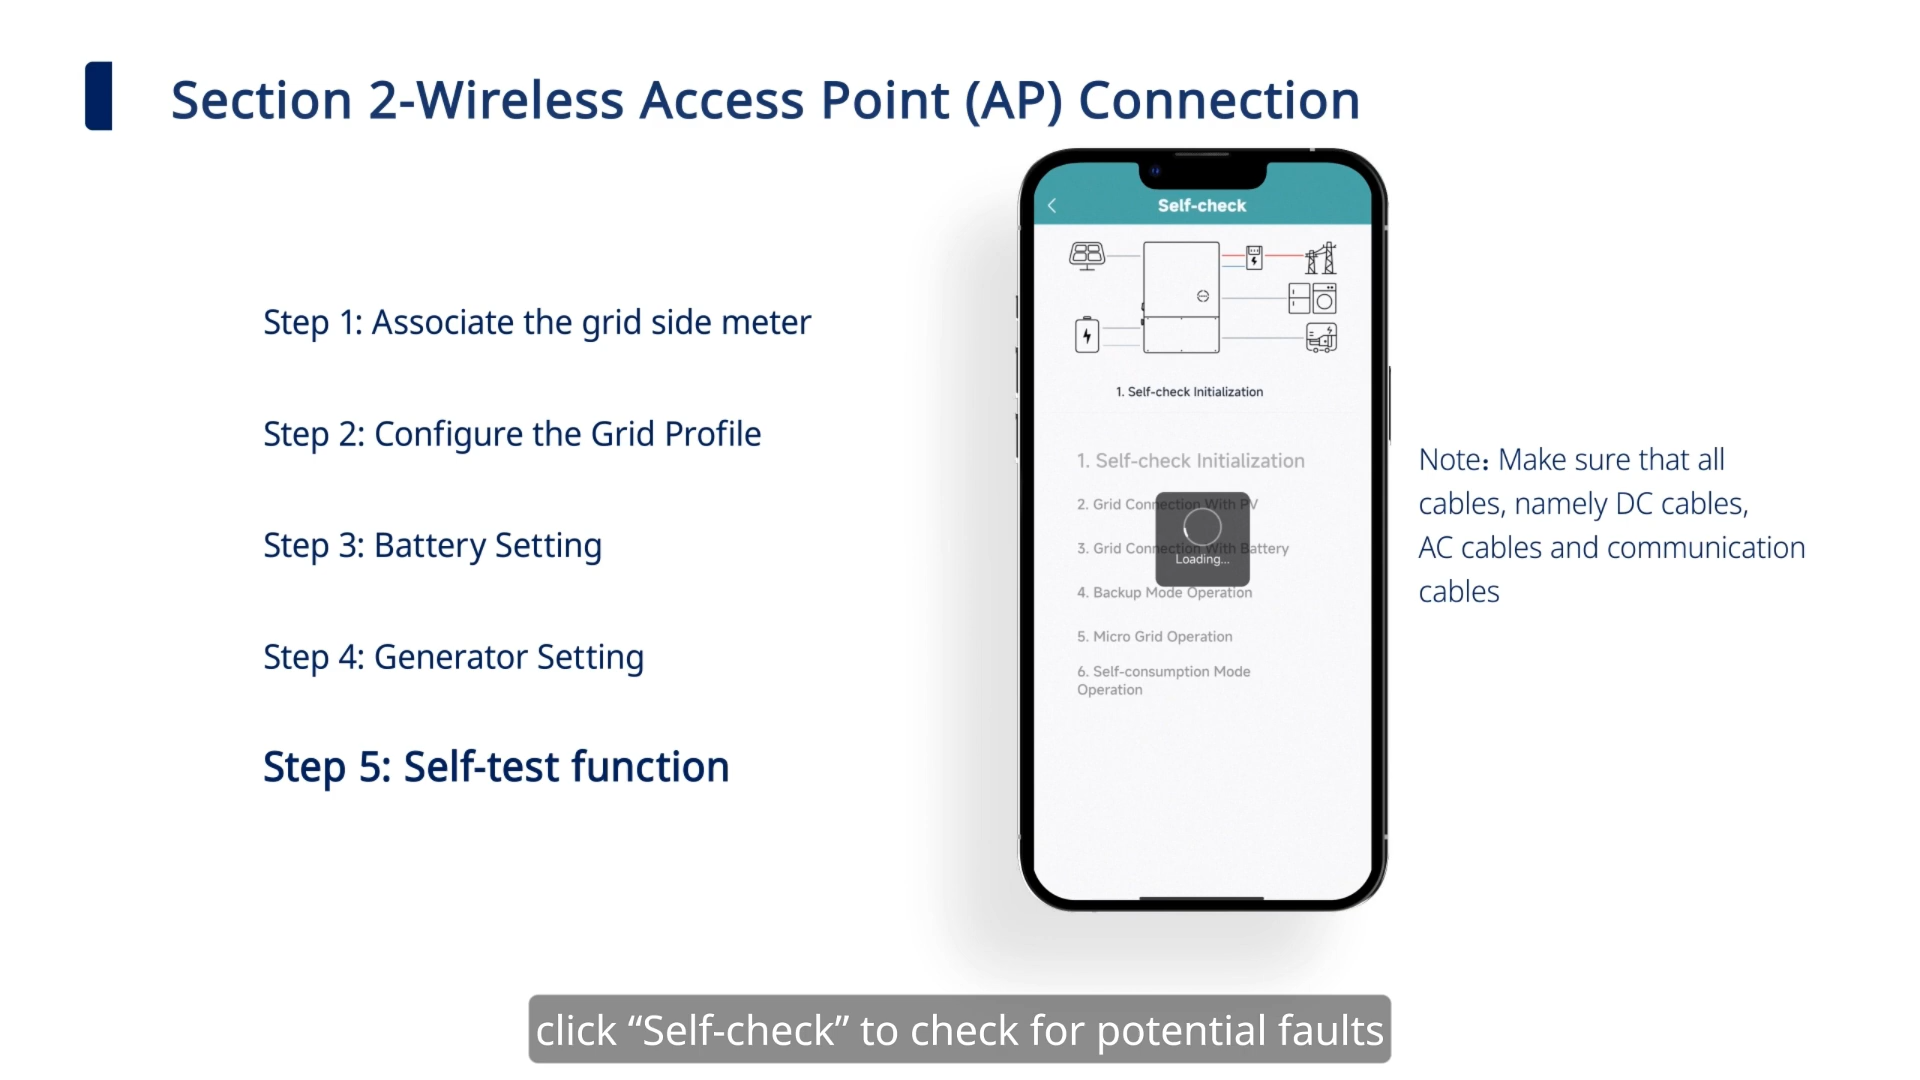 Section 2-Wireless Access Point (AP) Connection
Step 1: Associate the grid side meter
Step 2: Configure the Grid Profile
Step 3: Battery Setting
Step 4: Generator Setting
Step 5: Self-test function
Self-check
1. Self-check Initialization
1. Self-check Initialization
2. Grid Connection With PV
3. Grid Connection With Battery
Loading...
4. Backup Mode Operation
5. Micro Grid Operation
6. Self-consumption Mode
Operation
Note: Make sure that all
cables, namely DC cables,
AC cables and communication
cables
click “Self-check” to check for potential faults